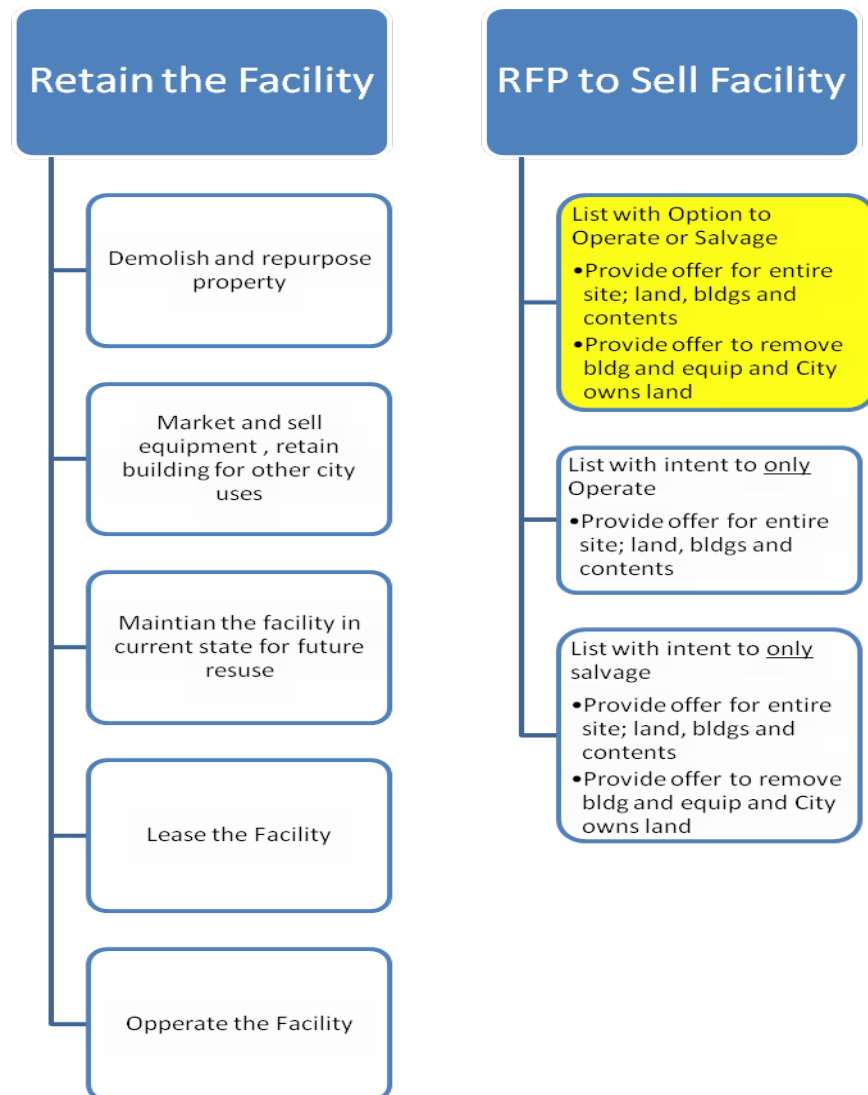 Retain the Facility
Demolish and repurpose
property
Market and sell
equipment , retain
building for other city
uses
Maintian the facility in
current state for future
resuse
Lease the Facility
Opperate the Facility
RFP to Sell Facility
List with Option to
Operate or Salvage
•Provide offer for entire
site; land, bldgs and
contents
•Provide offer to remove
bldg and equip and City
owns land
List with intent to only
Operate
•Provide offer for entire
site; land, bldgs and
contents
List with intent to only
salvage
•Provide offer for entire
site; land, bldgs and
contents
•Provide offer to remove
bldg and equip and City
owns land